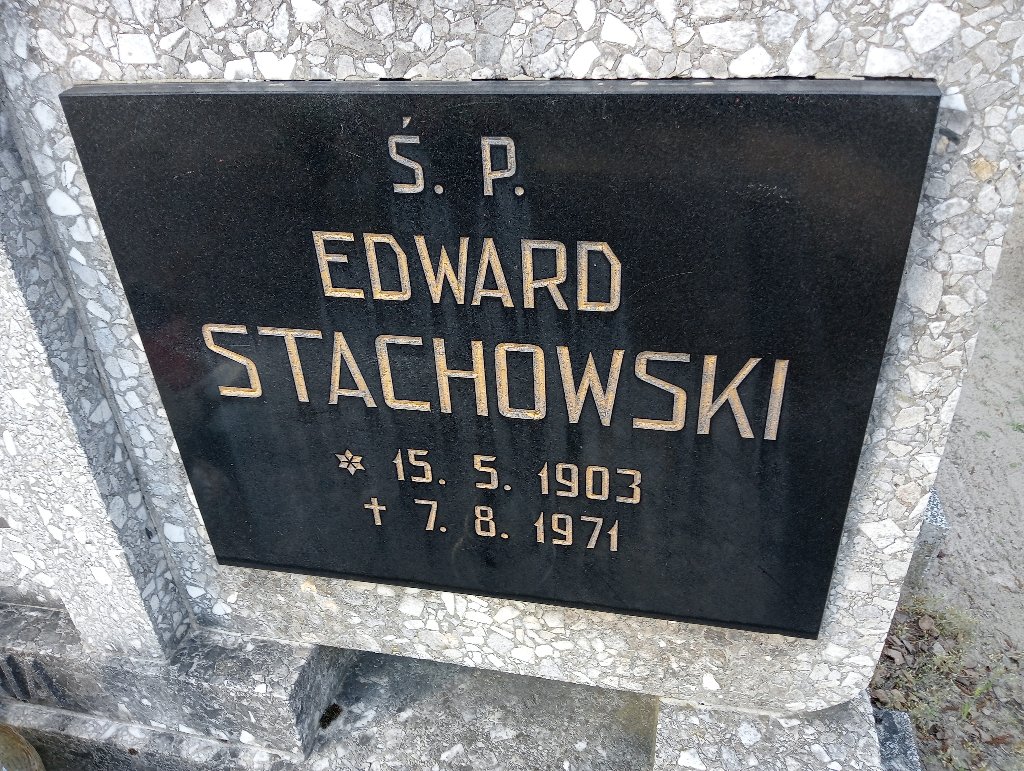 Ś. P.
EDWARD
STACHOWSKI
* 15. 5. 1903
† 7. 8. 1971